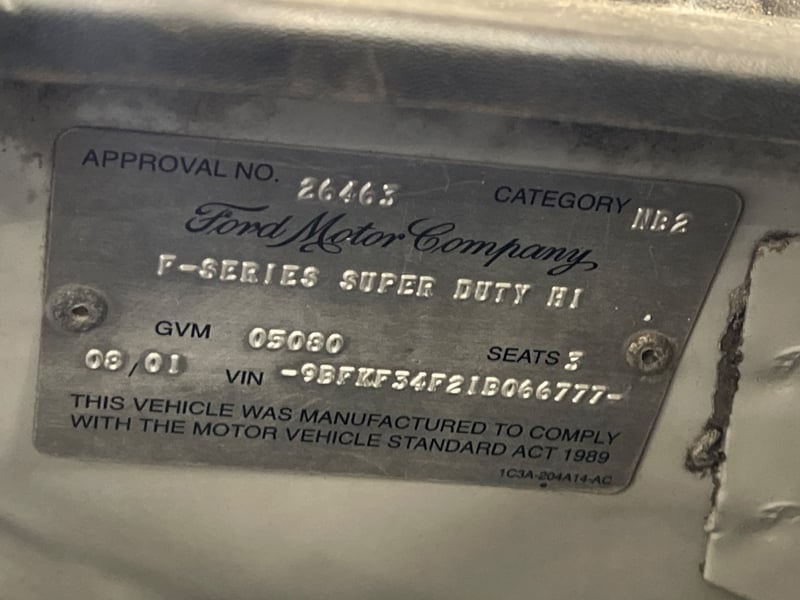 APPROVAL NO. 26463 CATEGORY NB2
Ford Motor Company
F-SERIES SUPER DUTY HI
GVM 05080 SEATS 3
08/01 VIN -9BFKF34F21B066777-
THIS VEHICLE WAS MANUFACTURED TO COMPLY
WITH THE MOTOR VEHICLE STANDARD ACT 1989
1C3A-204A14-AC